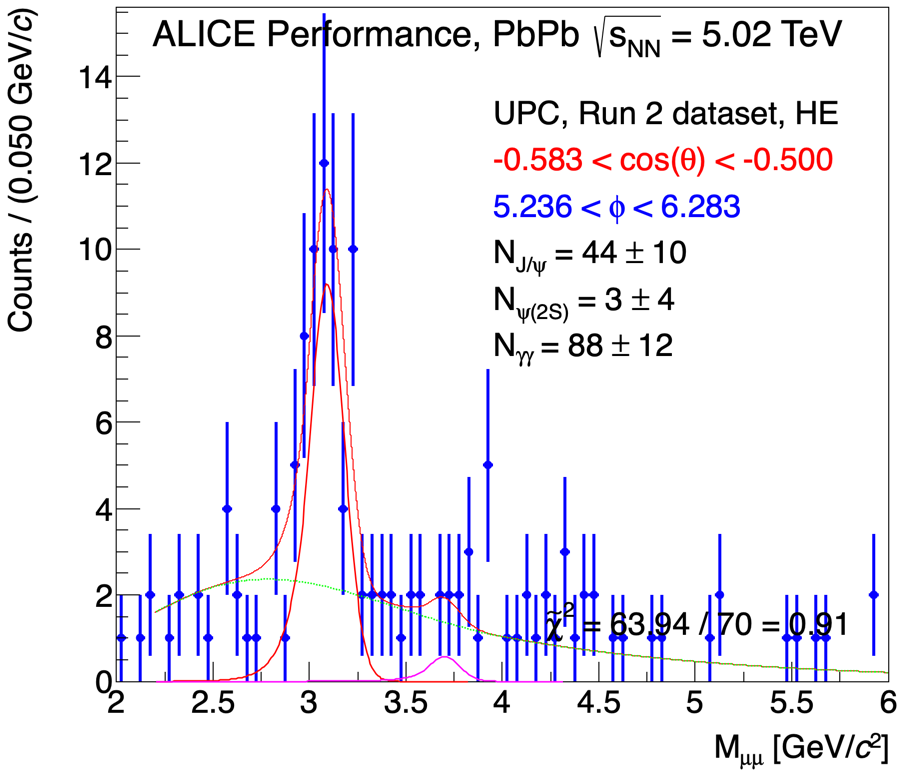 ALICE Performance, PbPb √sNN = 5.02 TeV
Counts / (0.050 GeV/c)
14
12
10
8
6
4
2
0
UPC, Run 2 dataset, HE
-0.583 < cos(θ) < -0.500
5.236 < φ < 6.283
NJ/ψ = 44 ± 10
Nψ(2S) = 3 ± 4
Nγγ = 88 ± 12
χ̃² = 63.94 / 70 = 0.91
2 2.5 3 3.5 4 4.5 5 5.5 6
Mμμ [GeV/c²]